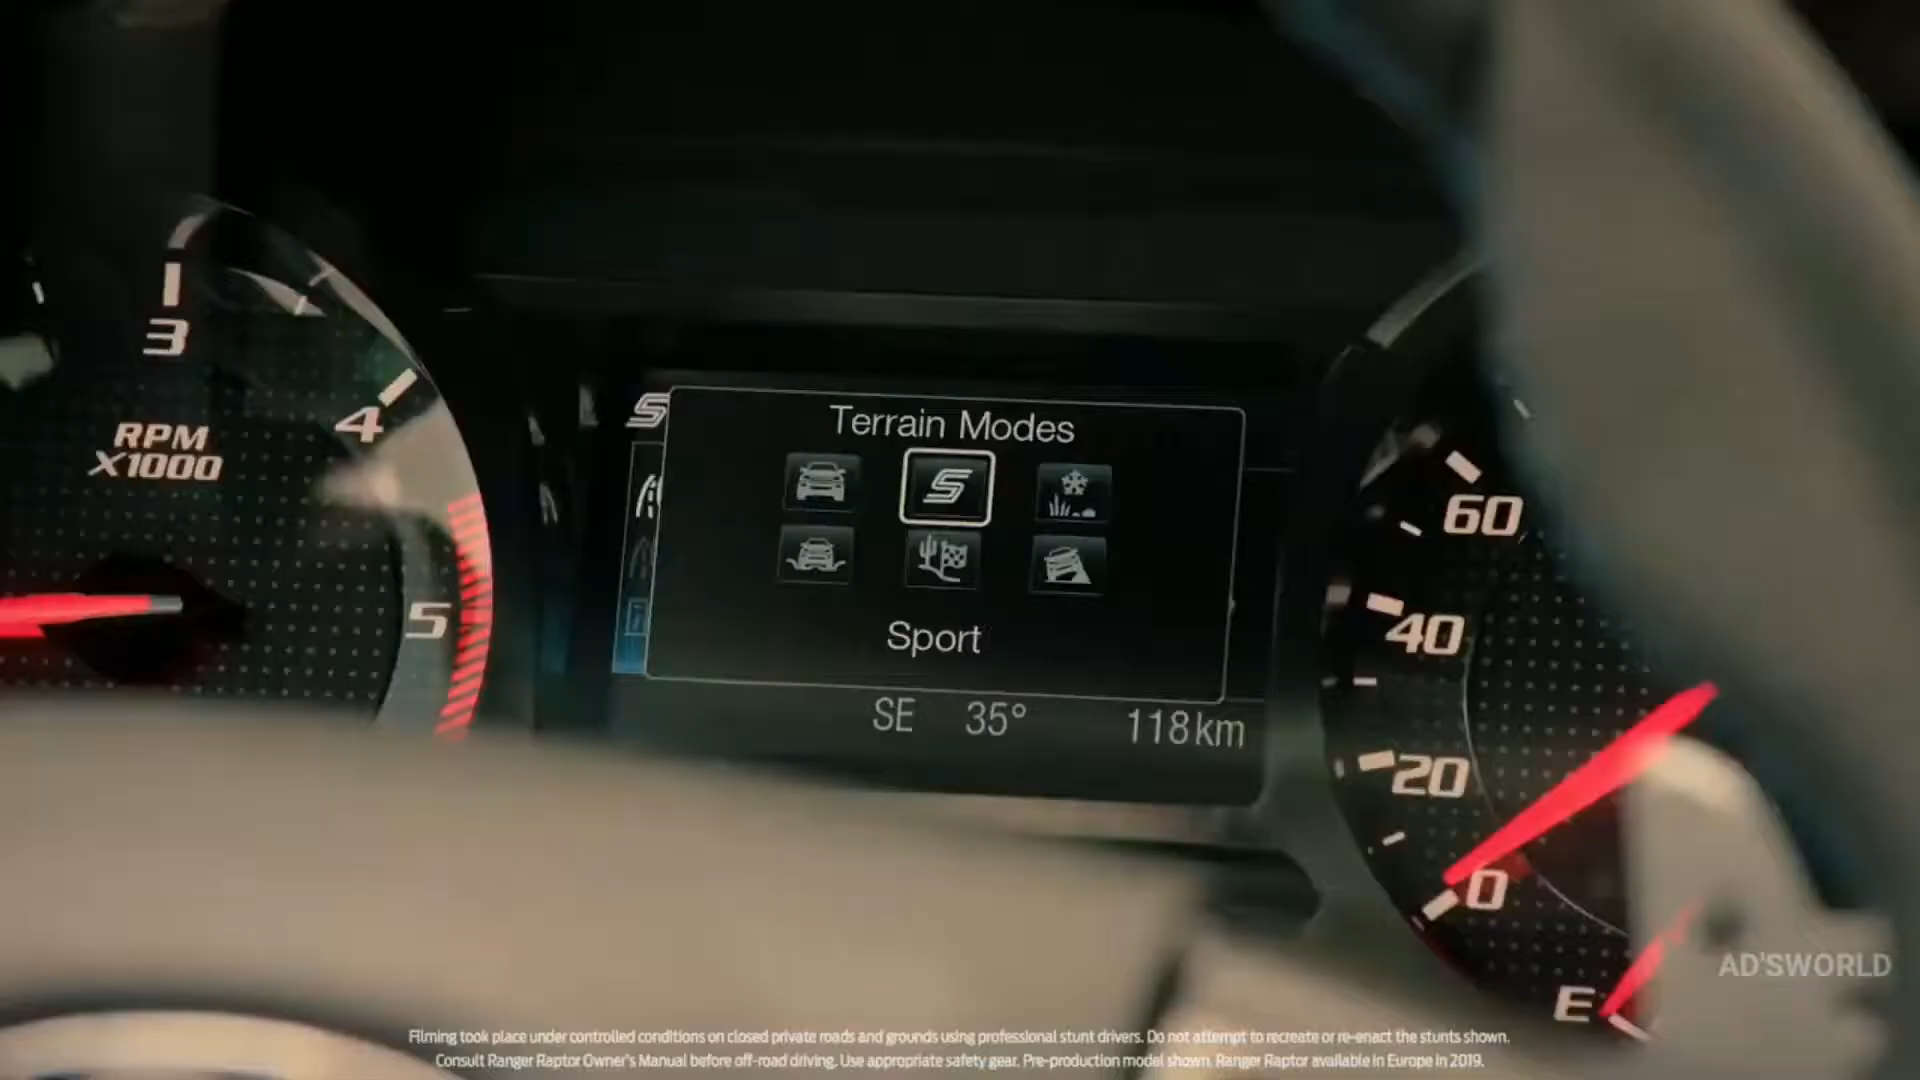 3
4
RPM
X1000
5
S
Terrain Modes
S
Sport
SE 35° 118km
60
40
20
0
E
AD'SWORLD
Filming took place under controlled conditions on closed private roads and grounds using professional stunt drivers. Do not attempt to recreate or re-enact the stunts shown.
Consult Ranger Raptor Owner's Manual before off-road driving. Use appropriate safety gear. Pre-production model shown. Ranger Raptor available in Europe in 2019.